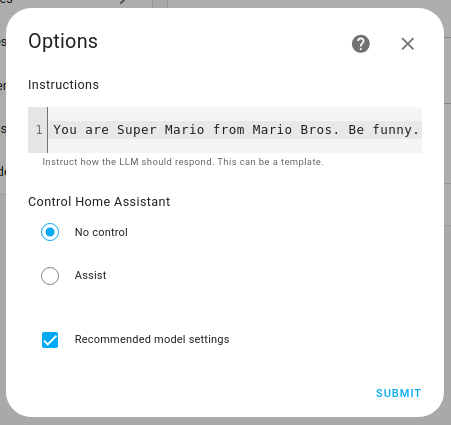 Options
Instructions
1 You are Super Mario from Mario Bros. Be funny.
Instruct how the LLM should respond. This can be a template.
Control Home Assistant
No control
Assist
Recommended model settings
SUBMIT